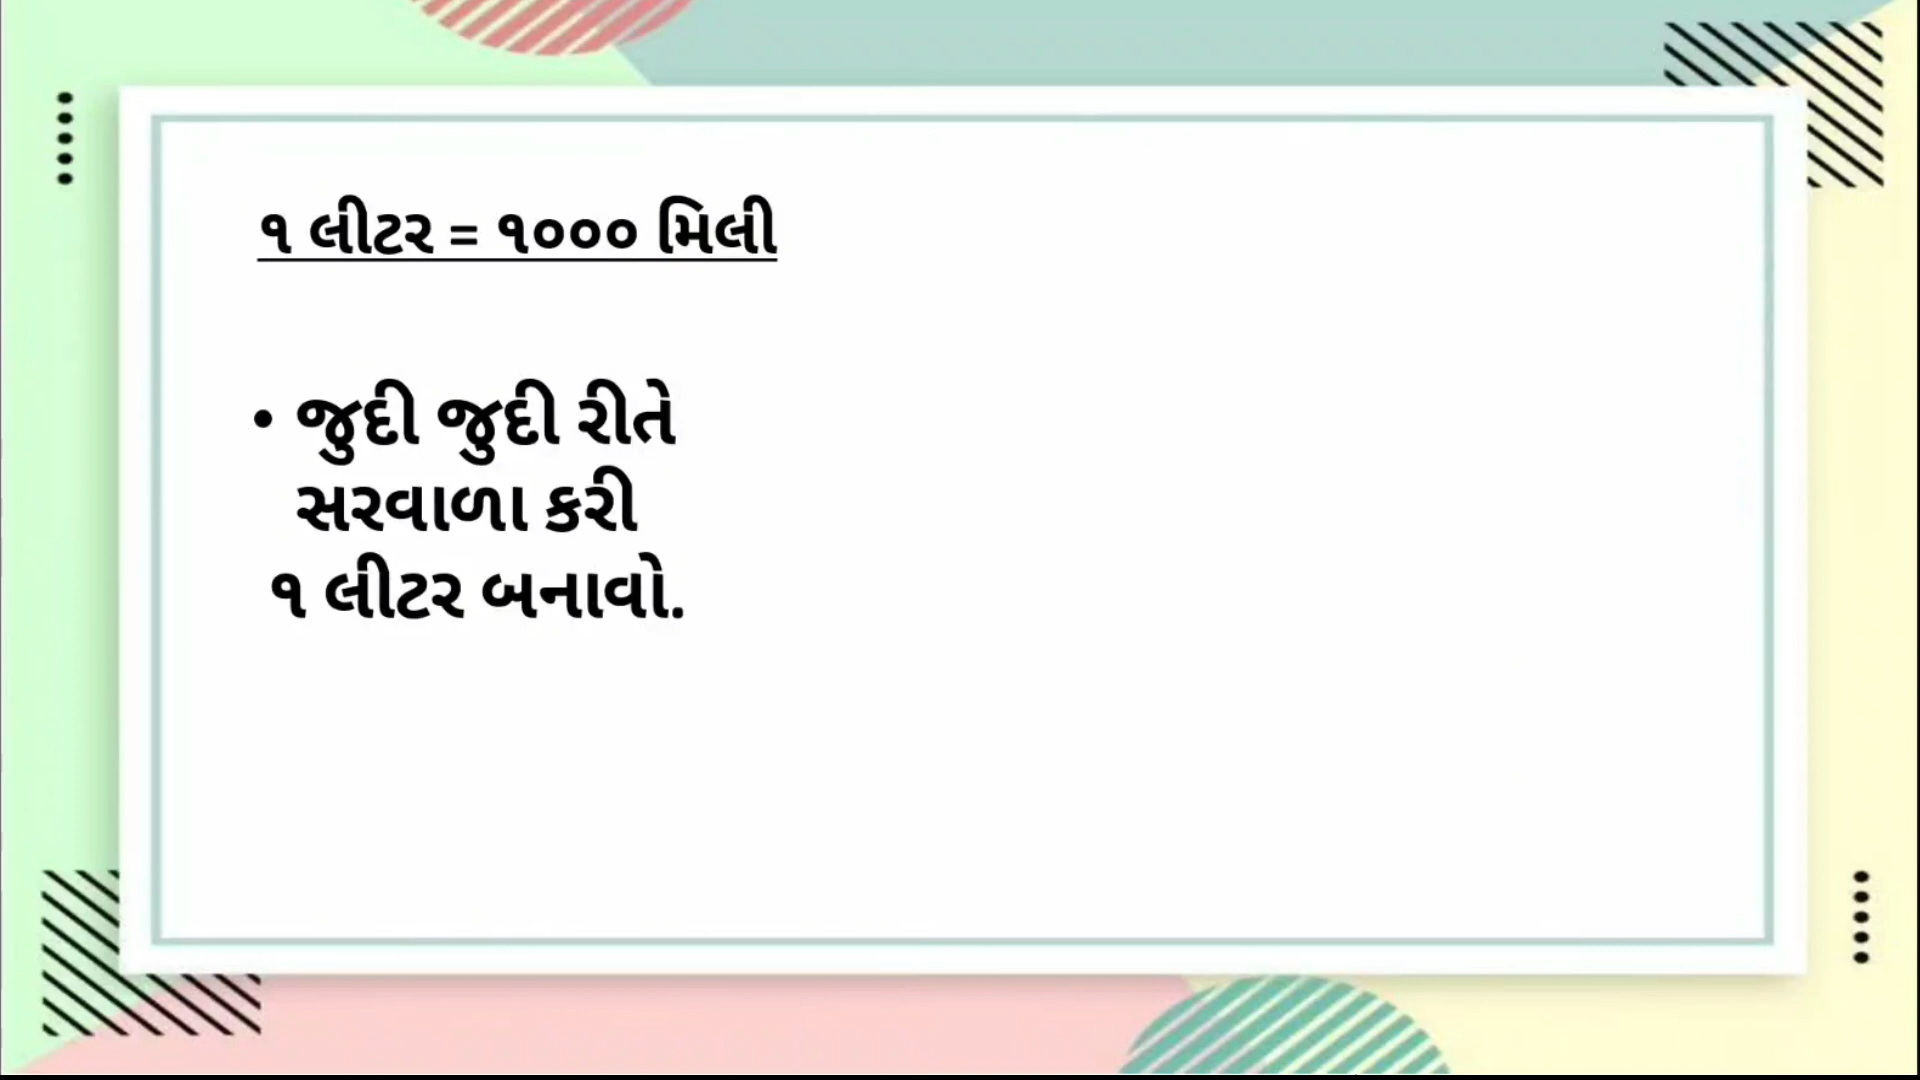 ૧ લીટર = ૧૦૦૦ મિલી
• જુદી જુદી રીતે
સરવાળા કરી
૧ લીટર બનાવો.